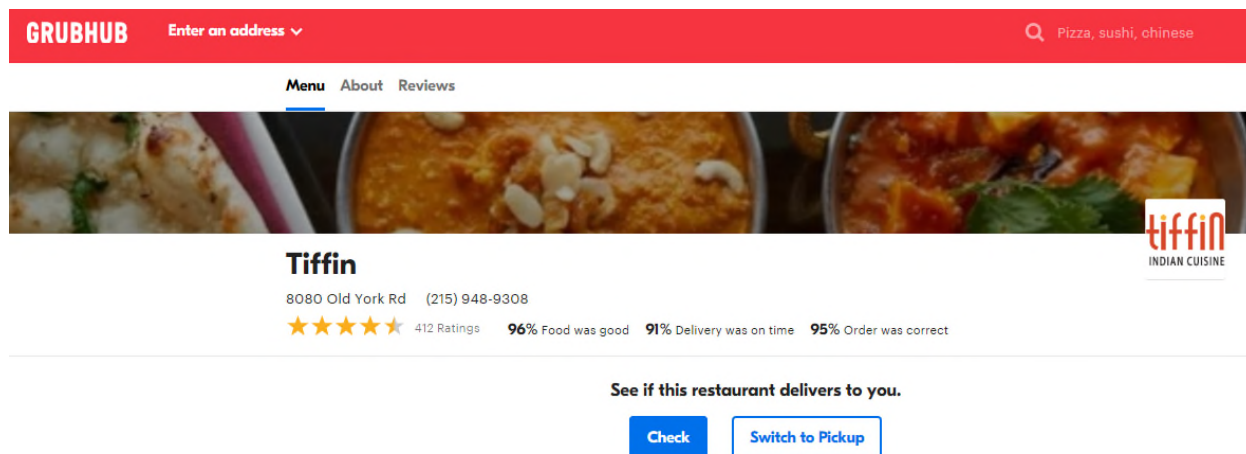 GRUBHUB Enter an address Pizza, sushi, chinese
Menu About Reviews
tiffin
INDIAN CUISINE
Tiffin
8080 Old York Rd (215) 948-9308
412 Ratings 96% Food was good 91% Delivery was on time 95% Order was correct
See if this restaurant delivers to you.
Check Switch to Pickup